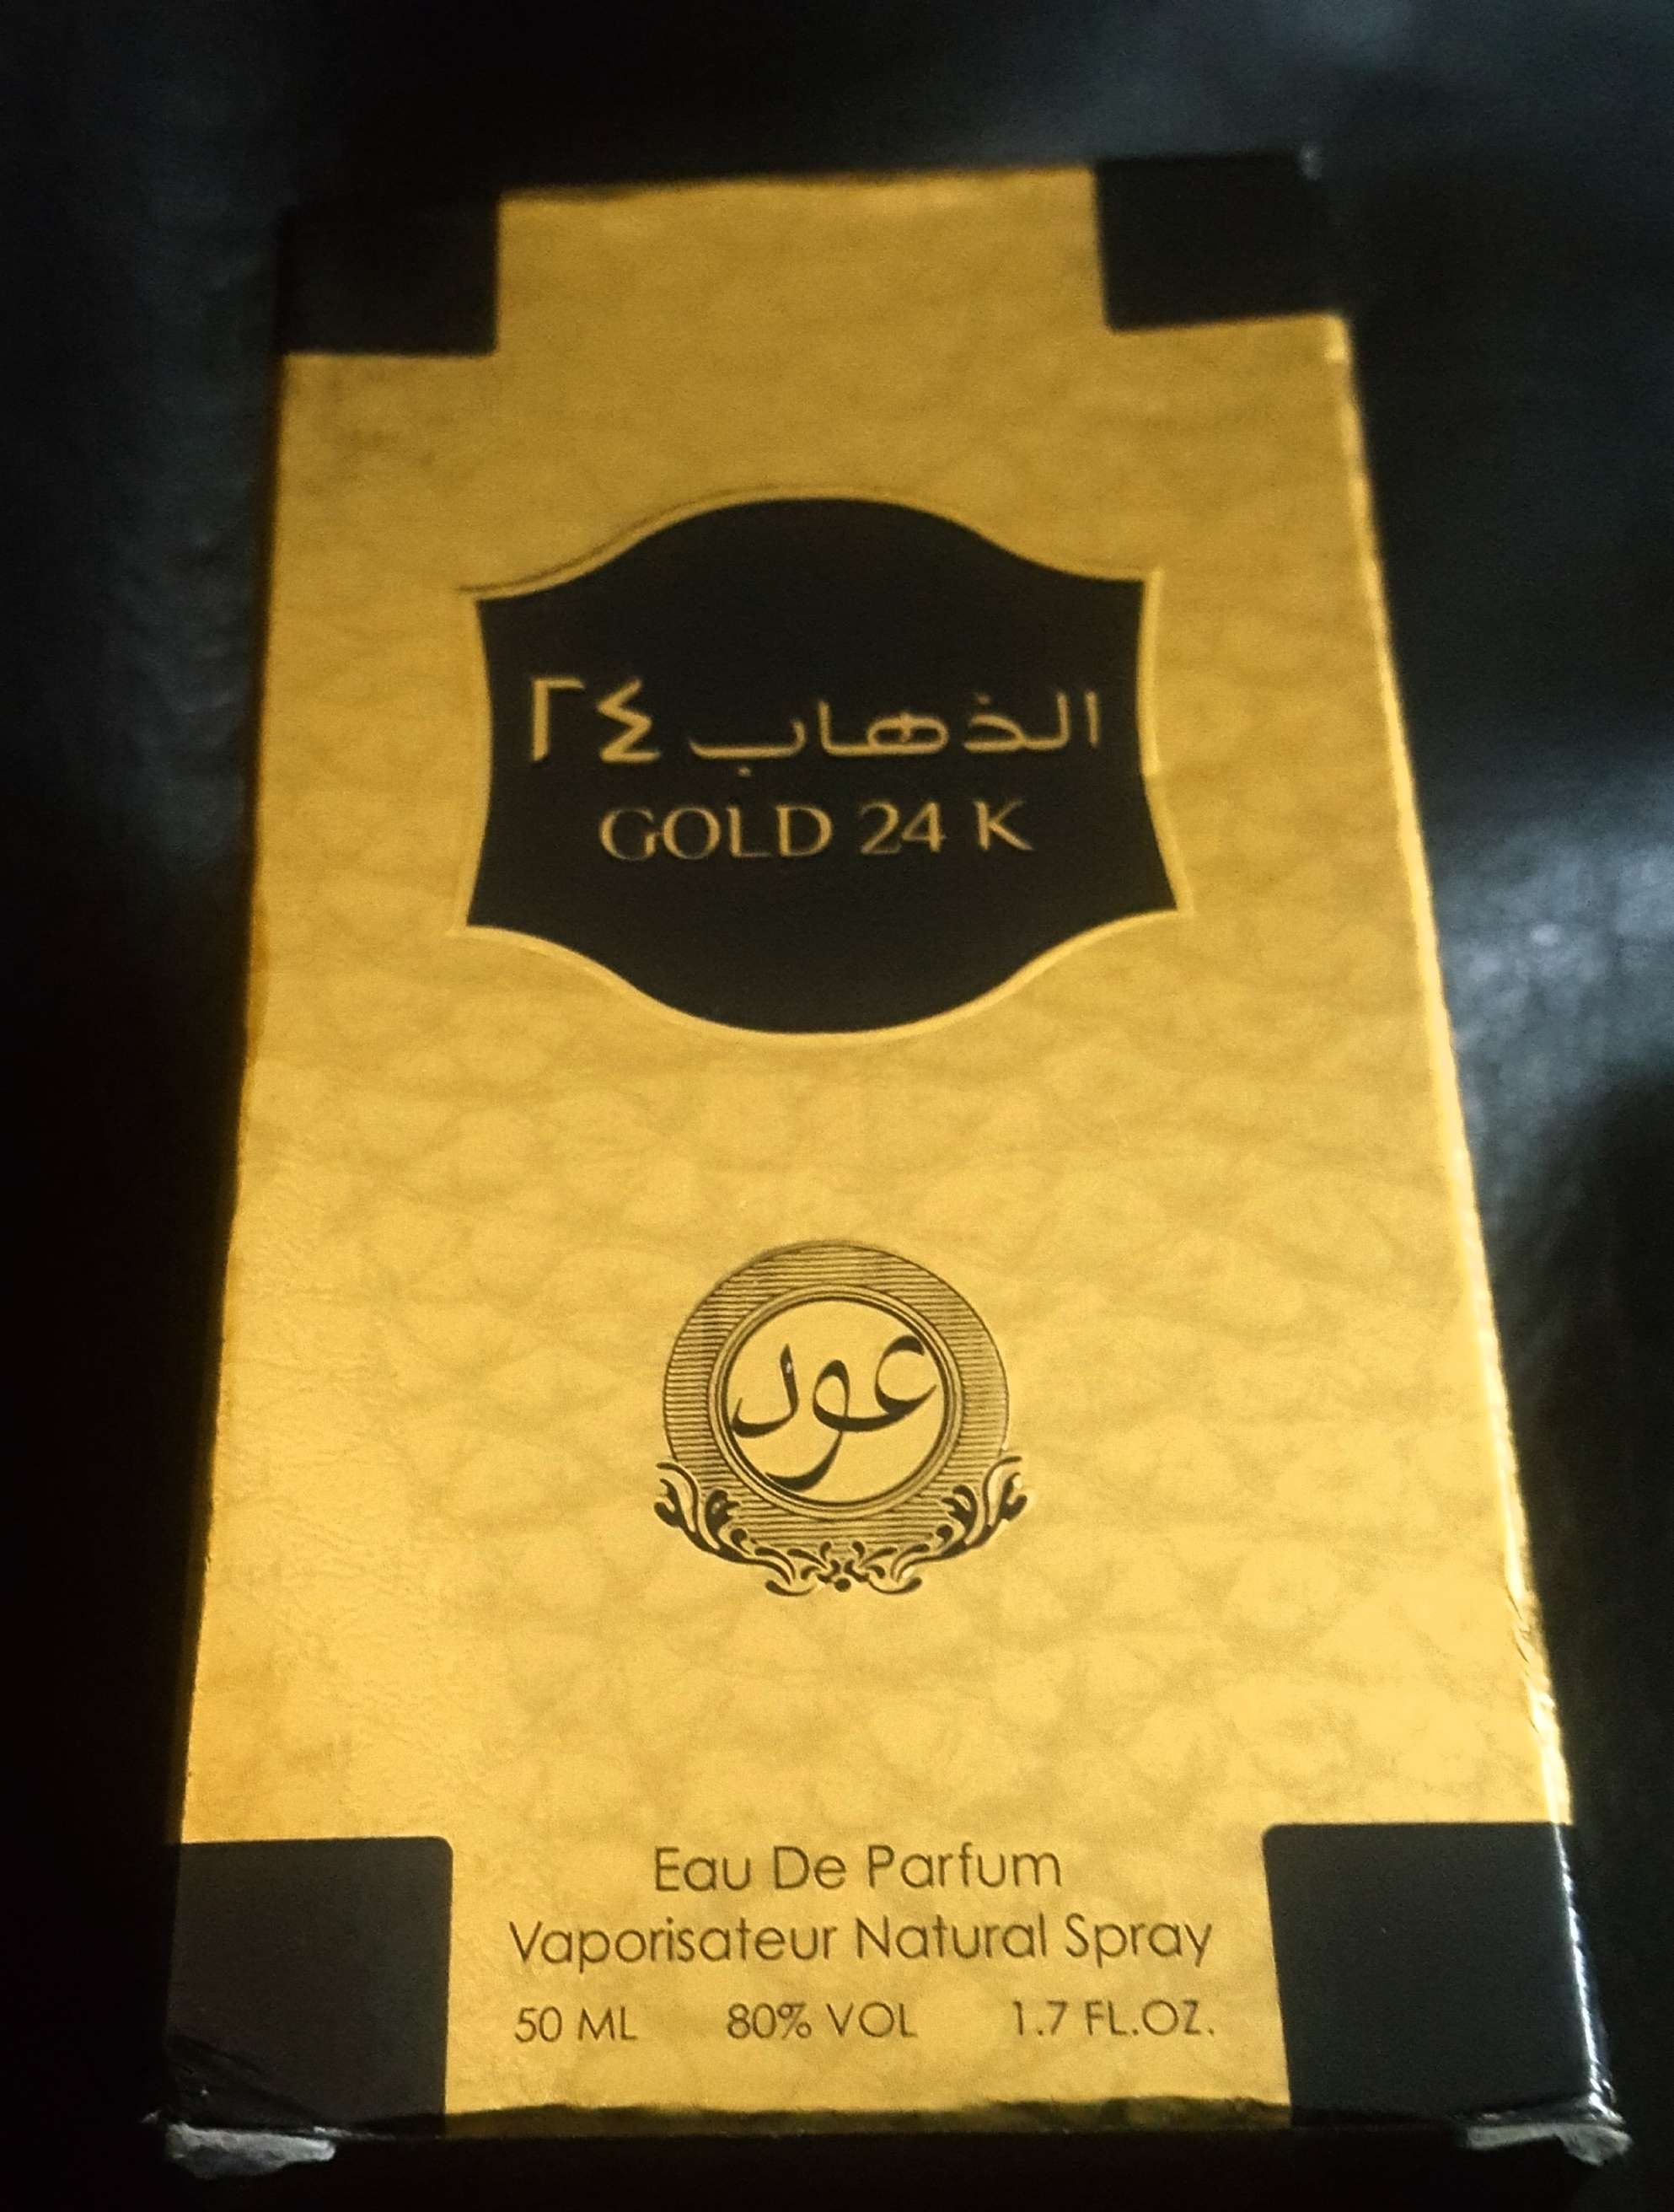 الذهاب ٢٤
GOLD 24 K
عود
Eau De Parfum
Vaporisateur Natural Spray
50 ML 80% VOL 1.7 FL.OZ.